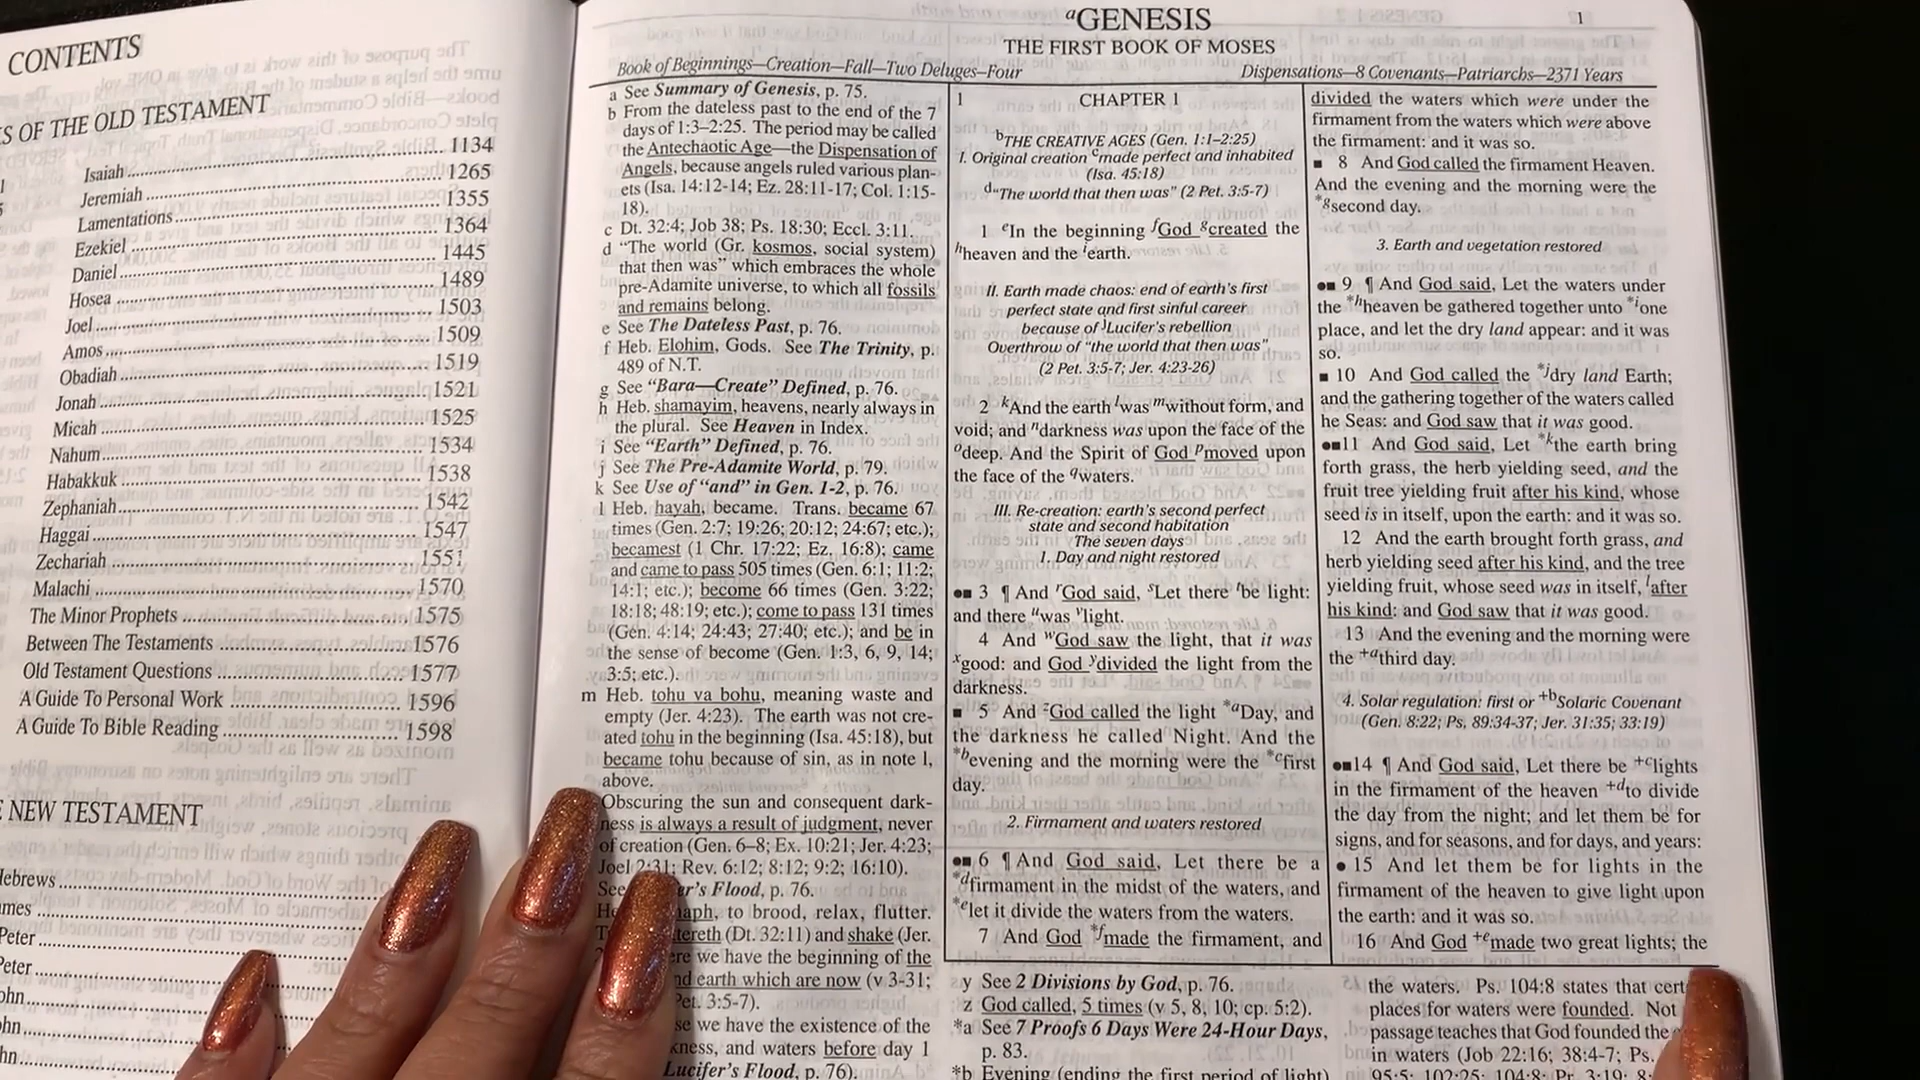 CONTENTS
S OF THE OLD TESTAMENT
Isaiah 1134
Jeremiah 1265
Lamentations 1355
Ezekiel 1364
Daniel 1445
Hosea 1489
Joel 1503
Amos 1509
Obadiah 1519
Jonah 1521
Micah 1525
Nahum 1534
Habakkuk 1538
Zephaniah 1542
Haggai 1547
Zechariah 1551
Malachi 1570
The Minor Prophets 1575
Between The Testaments 1576
Old Testament Questions 1577
A Guide To Personal Work 1596
A Guide To Bible Reading 1598
NEW TESTAMENT
Hebrews
mes
Peter
Peter
ohn
ohn
hn
aGENESIS
1
THE FIRST BOOK OF MOSES
Book of Beginnings—Creation—Fall—Two Deluges—Four Dispensations—8 Covenants—Patriarchs—2371 Years
a See Summary of Genesis, p. 75.
b From the dateless past to the end of the 7
days of 1:3–2:25. The period may be called
the Antechaotic Age—the Dispensation of
Angels, because angels ruled various plan-
ets (Isa. 14:12-14; Ez. 28:11-17; Col. 1:15-
18).
c Dt. 32:4; Job 38; Ps. 18:30; Eccl. 3:11.
d “The world (Gr. kosmos, social system)
that then was” which embraces the whole
pre-Adamite universe, to which all fossils
and remains belong.
e See The Dateless Past, p. 76.
f Heb. Elohim, Gods. See The Trinity, p.
489 of N.T.
g See “Bara—Create” Defined, p. 76.
h Heb. shamayim, heavens, nearly always in
the plural. See Heaven in Index.
i See “Earth” Defined, p. 76.
j See The Pre-Adamite World, p. 79.
k See Use of “and” in Gen. 1-2, p. 76.
l Heb. hayah, became. Trans. became 67
times (Gen. 2:7; 19:26; 20:12; 24:67; etc.);
becamest (1 Chr. 17:22; Ez. 16:8); came
and came to pass 505 times (Gen. 6:1; 11:2;
14:1; etc.); become 66 times (Gen. 3:22;
18:18; 48:19; etc.); come to pass 131 times
(Gen. 4:14; 24:43; 27:40; etc.); and be in
the sense of become (Gen. 1:3, 6, 9, 14;
3:5; etc.).
m Heb. tohu va bohu, meaning waste and
empty (Jer. 4:23). The earth was not cre-
ated tohu in the beginning (Isa. 45:18), but
became tohu because of sin, as in note l,
above.
Obscuring the sun and consequent dark-
ness is always a result of judgment, never
of creation (Gen. 6–8; Ex. 10:21; Jer. 4:23;
Joel 2:31; Rev. 6:12; 8:12; 9:2; 16:10).
See er's Flood, p. 76.
aph, to brood, relax, flutter.
tereth (Dt. 32:11) and shake (Jer.
ere we have the beginning of the
nd earth which are now (v 3-31;
Pet. 3:5-7).
se we have the existence of the
kness, and waters before day 1
Lucifer's Flood, p. 76).
1 CHAPTER 1
bTHE CREATIVE AGES (Gen. 1:1–2:25)
I. Original creation cmade perfect and inhabited
(Isa. 45:18)
d“The world that then was” (2 Pet. 3:5-7)
1 eIn the beginning fGod gcreated the
hheaven and the iearth.
II. Earth made chaos: end of earth's first
perfect state and first sinful career
because of jLucifer's rebellion
Overthrow of “the world that then was”
(2 Pet. 3:5-7; Jer. 4:23-26)
2 kAnd the earth lwas mwithout form, and
void; and ndarkness was upon the face of the
odeep. And the Spirit of God pmoved upon
the face of the qwaters.
III. Re-creation: earth's second perfect
state and second habitation
The seven days
1. Day and night restored
●■ 3 ¶ And rGod said, sLet there tbe light:
and there uwas vlight.
4 And wGod saw the light, that it was
xgood: and God ydivided the light from the
darkness.
■ 5 And zGod called the light *aDay, and
the darkness he called Night. And the
*bevening and the morning were the *cfirst
day.
2. Firmament and waters restored
●■ 6 ¶ And God said, Let there be a
*dfirmament in the midst of the waters, and
*elet it divide the waters from the waters.
7 And God *fmade the firmament, and
divided the waters which were under the
firmament from the waters which were above
the firmament: and it was so.
■ 8 And God called the firmament Heaven.
And the evening and the morning were the
*gsecond day.
3. Earth and vegetation restored
●■ 9 ¶ And God said, Let the waters under
the *hheaven be gathered together unto *ione
place, and let the dry land appear: and it was
so.
■ 10 And God called the *jdry land Earth;
and the gathering together of the waters called
he Seas: and God saw that it was good.
●■11 And God said, Let *kthe earth bring
forth grass, the herb yielding seed, and the
fruit tree yielding fruit after his kind, whose
seed is in itself, upon the earth: and it was so.
12 And the earth brought forth grass, and
herb yielding seed after his kind, and the tree
yielding fruit, whose seed was in itself, lafter
his kind: and God saw that it was good.
13 And the evening and the morning were
the +athird day.
4. Solar regulation: first or +bSolaric Covenant
(Gen. 8:22; Ps, 89:34-37; Jer. 31:35; 33:19)
●■14 ¶ And God said, Let there be +clights
in the firmament of the heaven +dto divide
the day from the night; and let them be for
signs, and for seasons, and for days, and years:
● 15 And let them be for lights in the
firmament of the heaven to give light upon
the earth: and it was so.
16 And God +emade two great lights; the
y See 2 Divisions by God, p. 76.
z God called, 5 times (v 5, 8, 10; cp. 5:2).
*a See 7 Proofs 6 Days Were 24-Hour Days,
p. 83.
*b Evening (ending the first period of light)
the waters. Ps. 104:8 states that cert
places for waters were founded. Not
passage teaches that God founded the
in waters (Job 22:16; 38:4-7; Ps.
95:5; 102:25; 104:8; Pr. 3:19; 8: